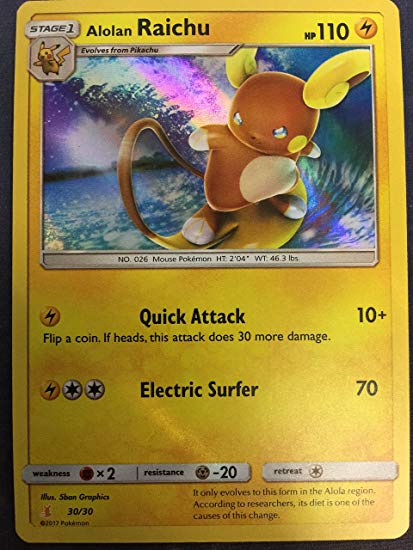 STAGE 1
Alolan Raichu
HP 110
Evolves from Pikachu
NO. 026 Mouse Pokémon HT: 2'04" WT: 46.3 lbs.
Quick Attack 10+
Flip a coin. If heads, this attack does 30 more damage.
Electric Surfer 70
weakness ×2 resistance -20 retreat
Illus. 5ban Graphics
30/30
©2017 Pokémon
It only evolves to this form in the Alola region.
According to researchers, its diet is one of the
causes of this change.